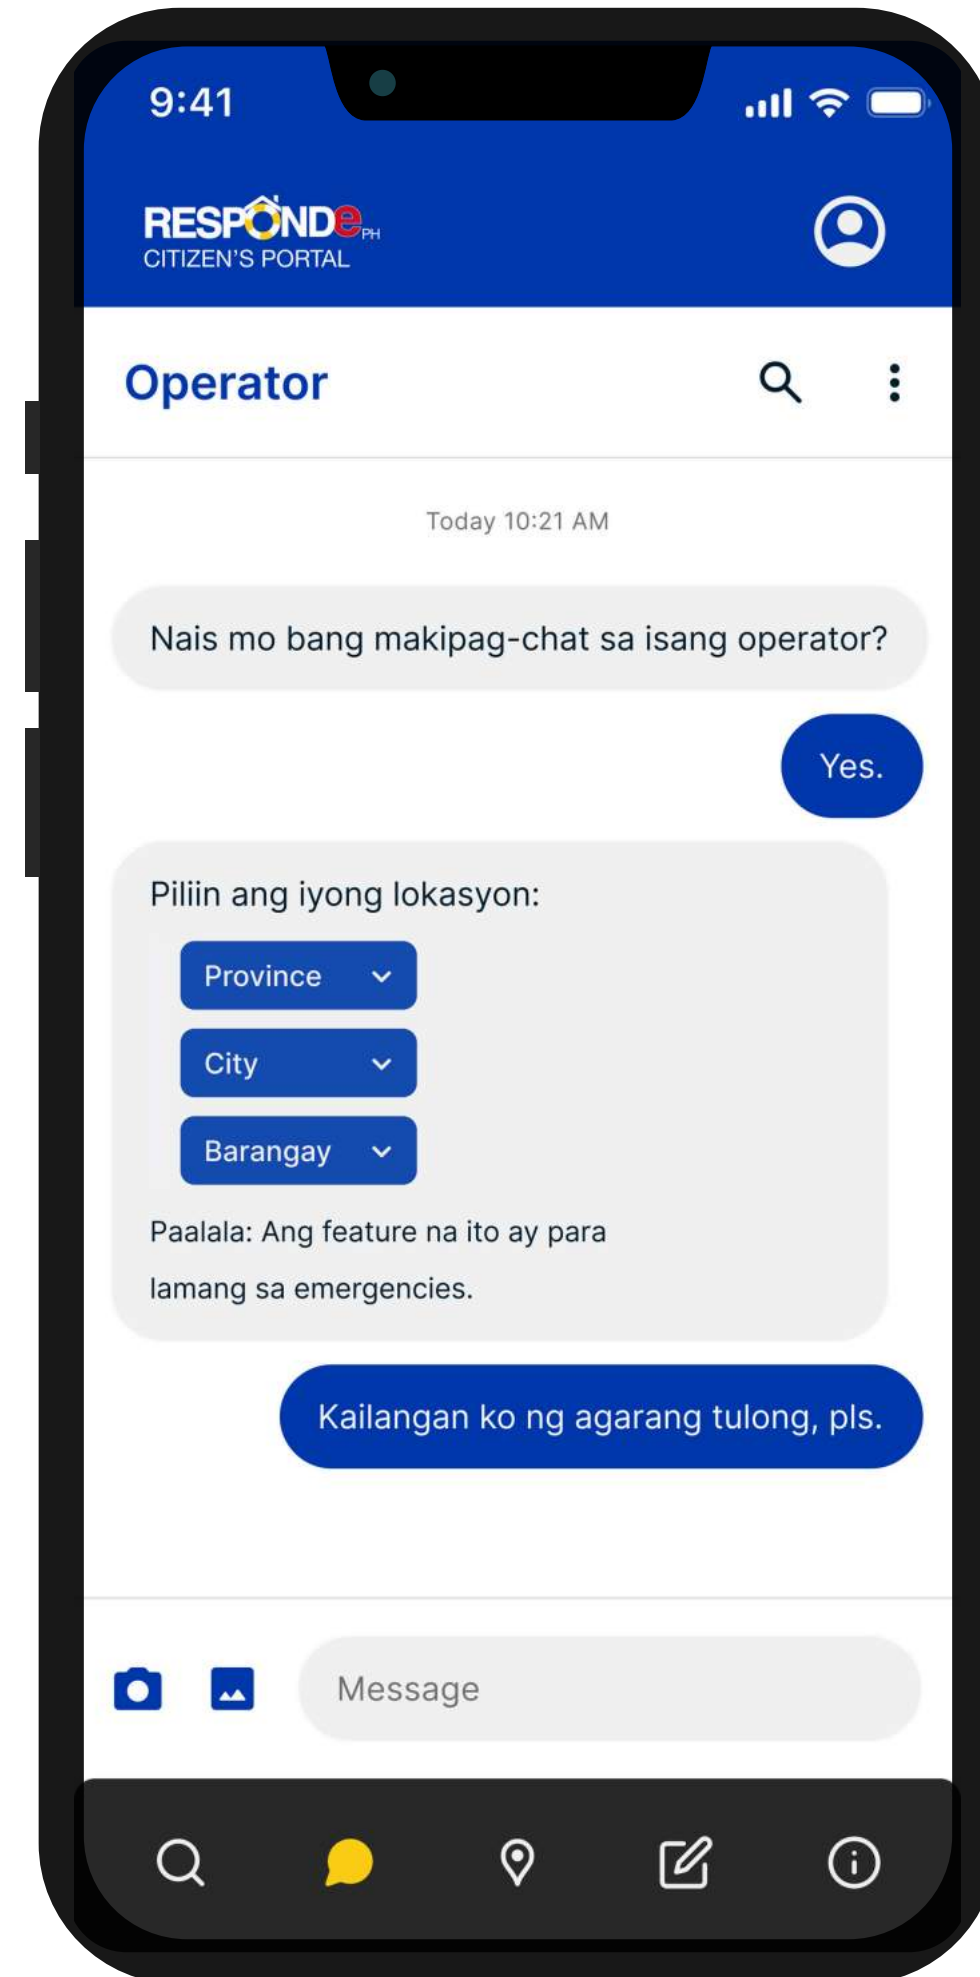 9:41
RESPONDe PH
CITIZEN'S PORTAL
Operator
Today 10:21 AM
Nais mo bang makipag-chat sa isang operator?
Yes.
Piliin ang iyong lokasyon:
Province
City
Barangay
Paalala: Ang feature na ito ay para
lamang sa emergencies.
Kailangan ko ng agarang tulong, pls.
Message